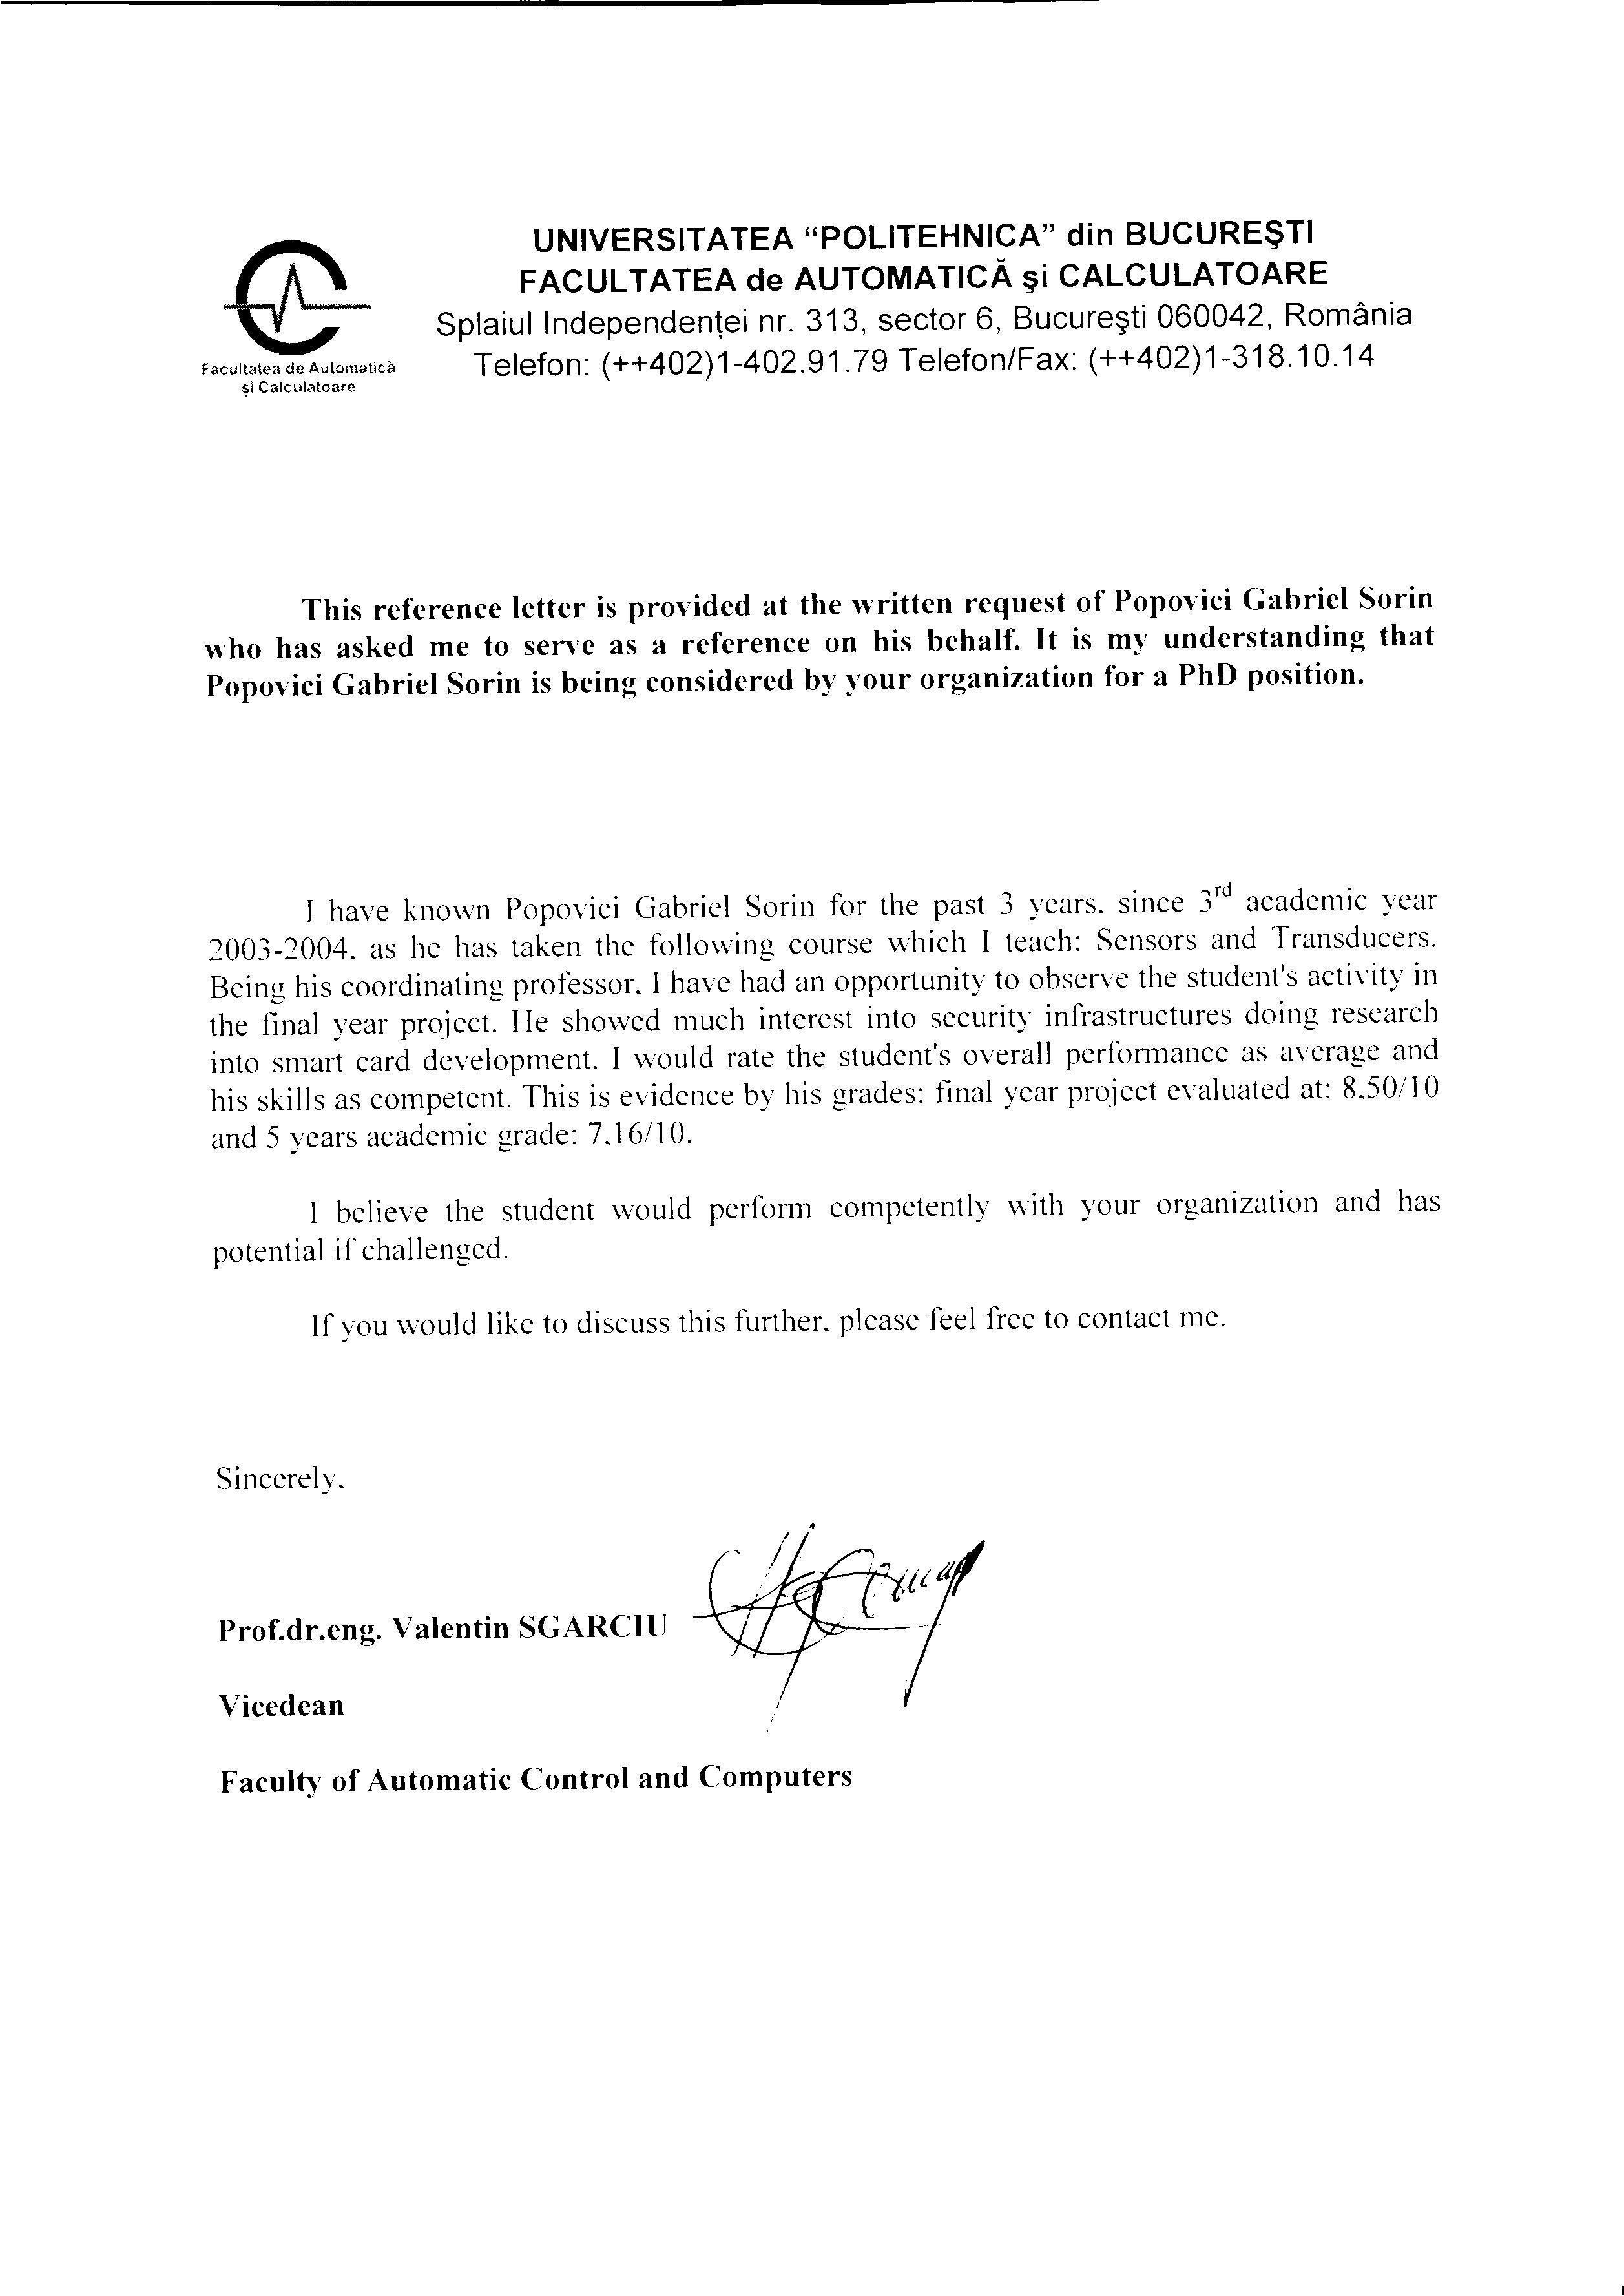 UNIVERSITATEA “POLITEHNICA” din BUCUREŞTI
FACULTATEA de AUTOMATICĂ şi CALCULATOARE
Splaiul Independenţei nr. 313, sector 6, Bucureşti 060042, România
Telefon: (++402)1-402.91.79 Telefon/Fax: (++402)1-318.10.14
Facultatea de Automatică
şi Calculatoare
This reference letter is provided at the written request of Popovici Gabriel Sorin
who has asked me to serve as a reference on his behalf. It is my understanding that
Popovici Gabriel Sorin is being considered by your organization for a PhD position.
I have known Popovici Gabriel Sorin for the past 3 years, since 3rd academic year
2003-2004, as he has taken the following course which I teach: Sensors and Transducers.
Being his coordinating professor, I have had an opportunity to observe the student's activity in
the final year project. He showed much interest into security infrastructures doing research
into smart card development. I would rate the student's overall performance as average and
his skills as competent. This is evidence by his grades: final year project evaluated at: 8.50/10
and 5 years academic grade: 7.16/10.
I believe the student would perform competently with your organization and has
potential if challenged.
If you would like to discuss this further, please feel free to contact me.
Sincerely,
Prof.dr.eng. Valentin SGARCIU
Vicedean
Faculty of Automatic Control and Computers